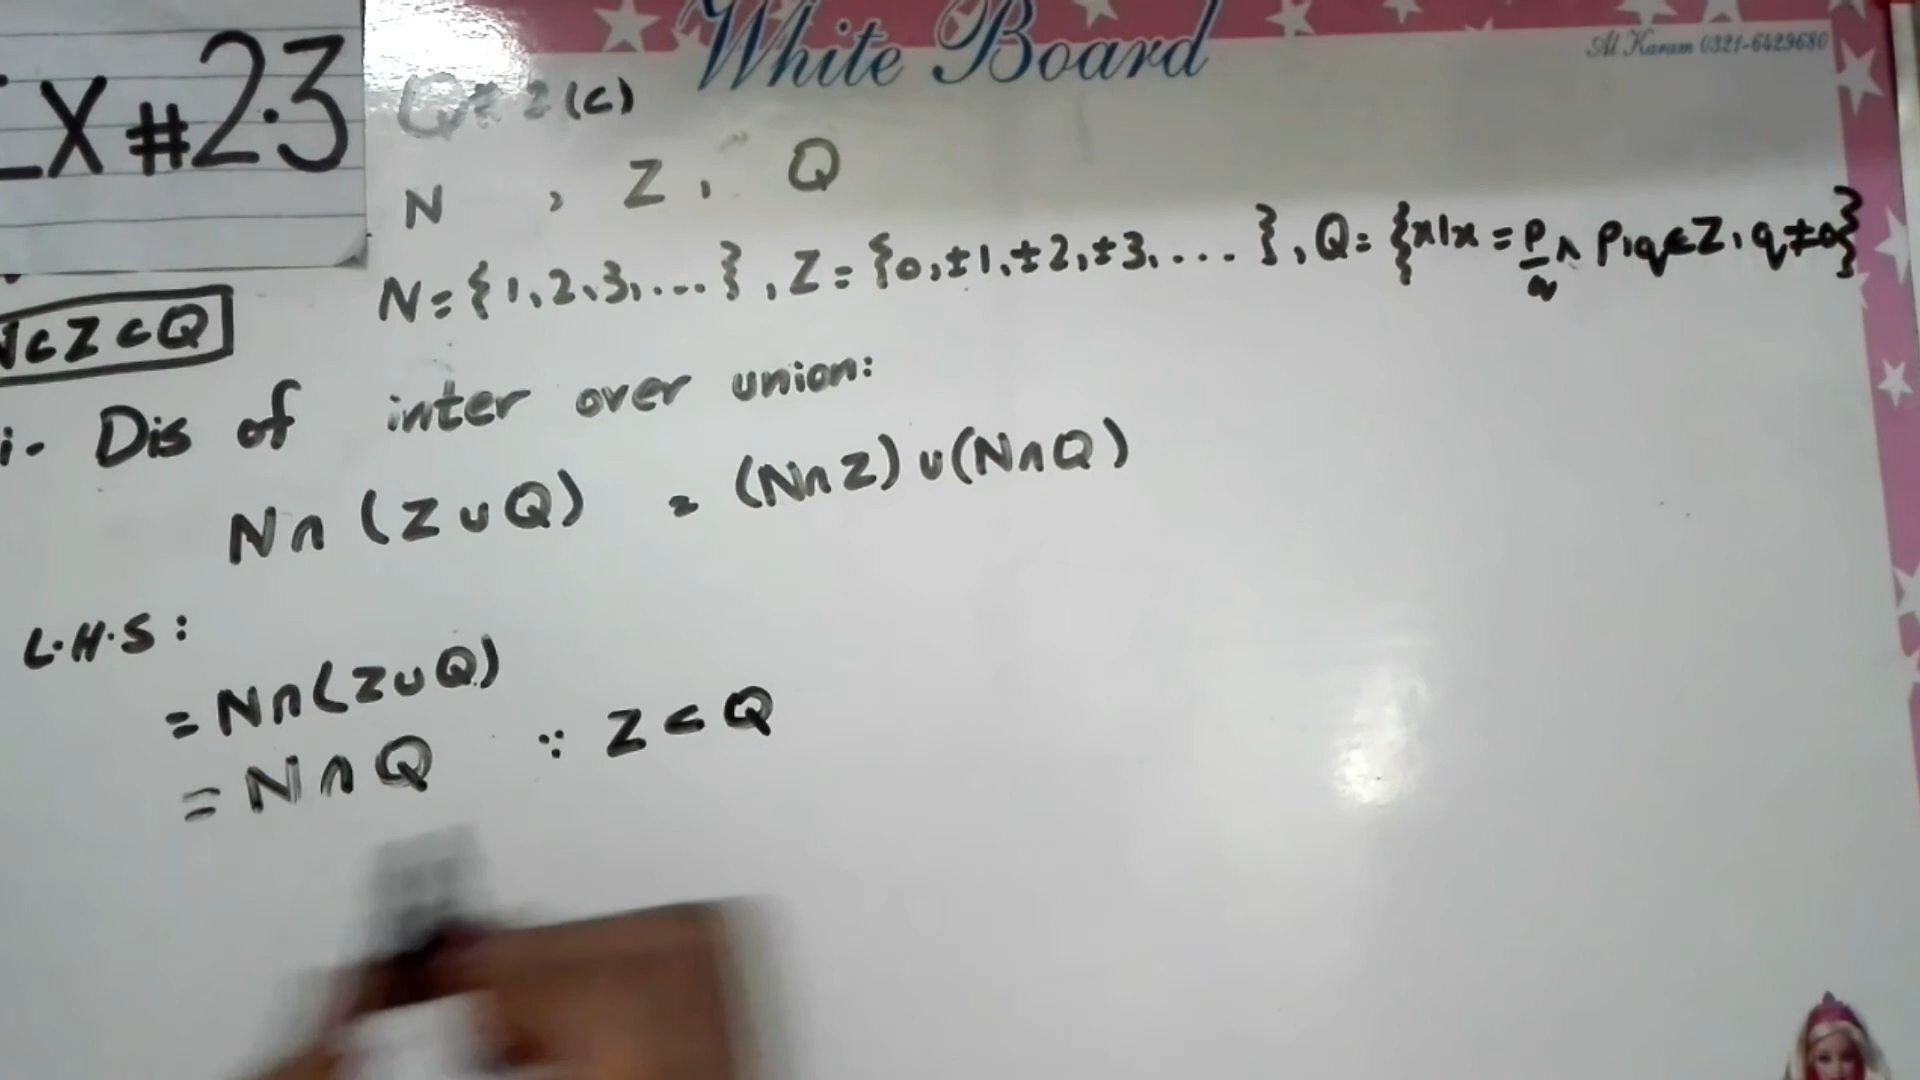 White Board
Al Karam 0321-6429680
EX #2.3
Q# 2(c)
N , Z , Q
N = {1, 2, 3, ....} , Z = {0, ±1, ±2, ±3, ....} , Q = {x|x = p/q ∧ p,q ∈ Z, q ≠ 0}
N ⊂ Z ⊂ Q
i. Dis of inter over union:
N ∩ (Z ∪ Q) = (N ∩ Z) ∪ (N ∩ Q)
L.H.S :
= N ∩ (Z ∪ Q)
= N ∩ Q ∵ Z ⊂ Q